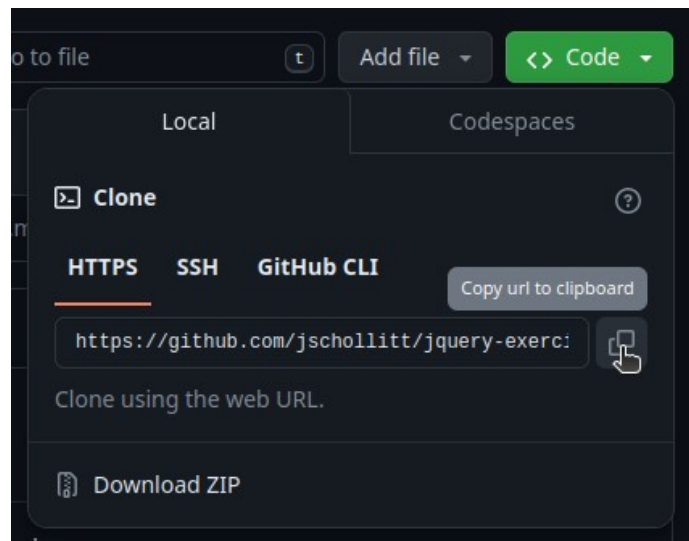 o to file t Add file <> Code
Local Codespaces
Clone
HTTPS SSH GitHub CLI
Copy url to clipboard
https://github.com/jschollitt/jquery-exerci
Clone using the web URL.
Download ZIP